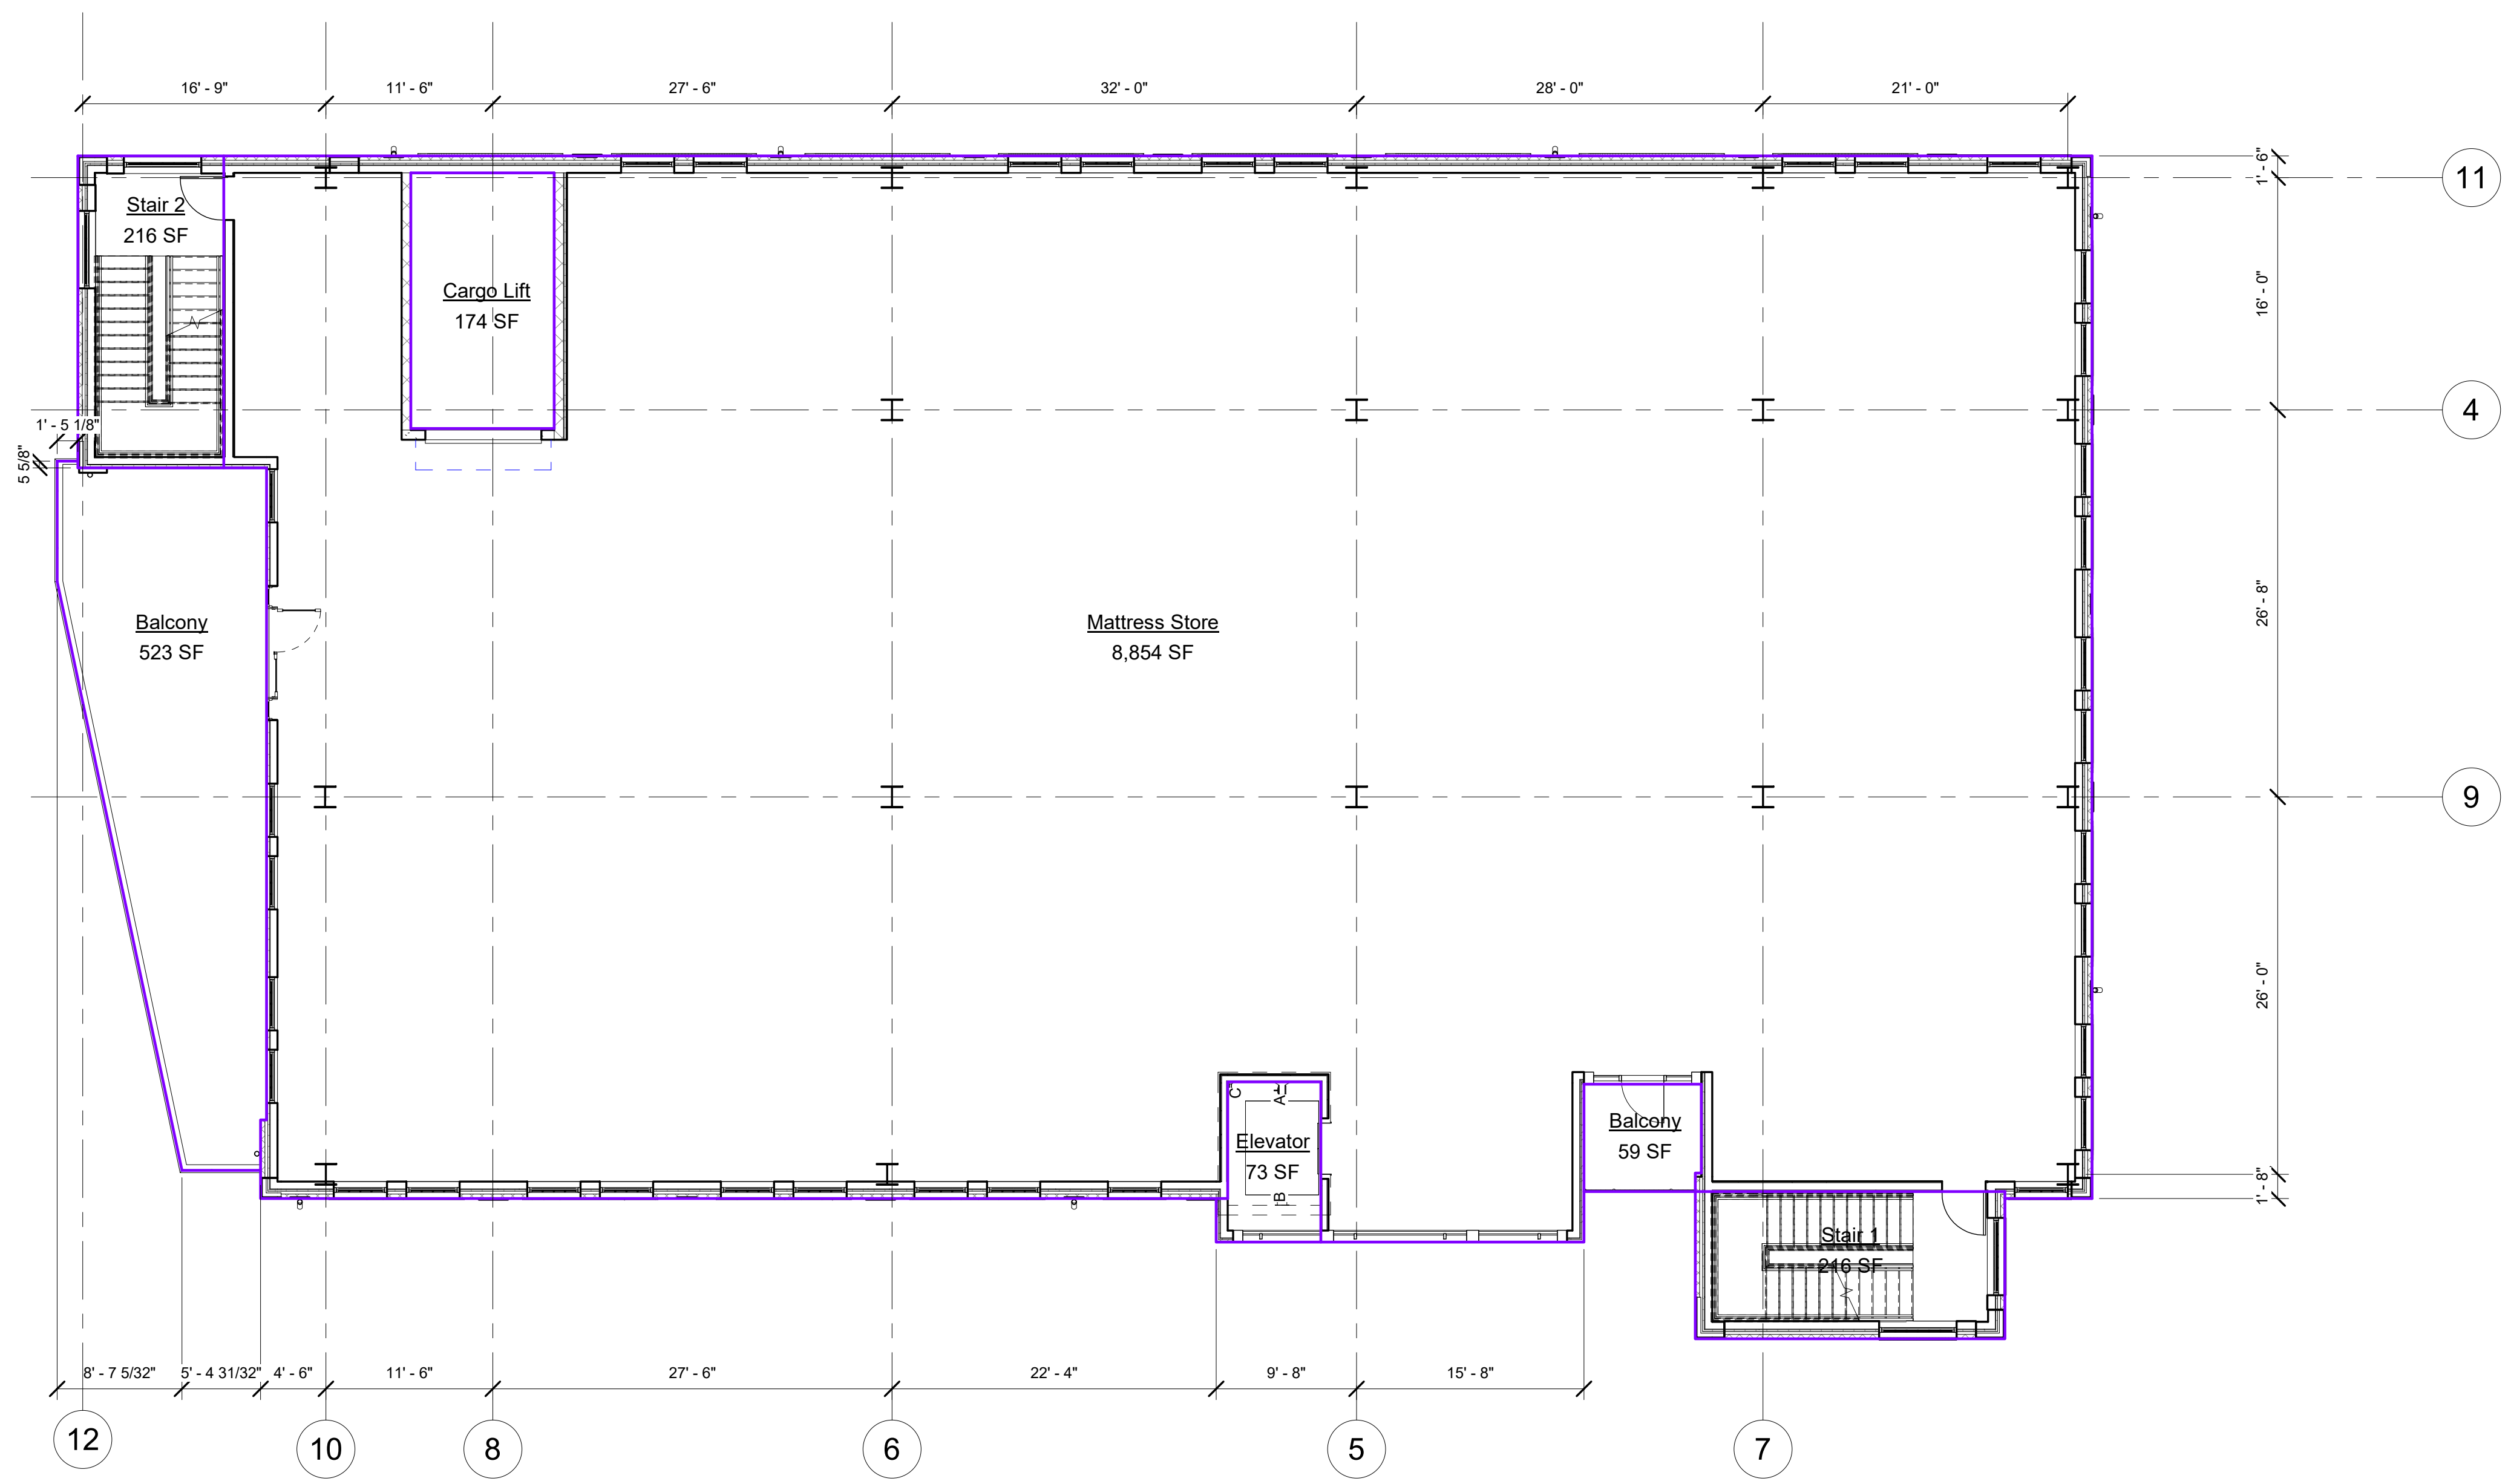 16' - 9"
11' - 6"
27' - 6"
32' - 0"
28' - 0"
21' - 0"
1' - 6"
11
Stair 2
216 SF
16' - 0"
Cargo Lift
174 SF
4
1' - 5 1/8"
5 5/8"
Balcony
523 SF
Mattress Store
8,854 SF
26' - 8"
9
26' - 0"
C
A
Elevator
73 SF
B
Balcony
59 SF
1' - 8"
Stair 1
216 SF
8' - 7 5/32"
5' - 4 31/32"
4' - 6"
11' - 6"
27' - 6"
22' - 4"
9' - 8"
15' - 8"
12
10
8
6
5
7